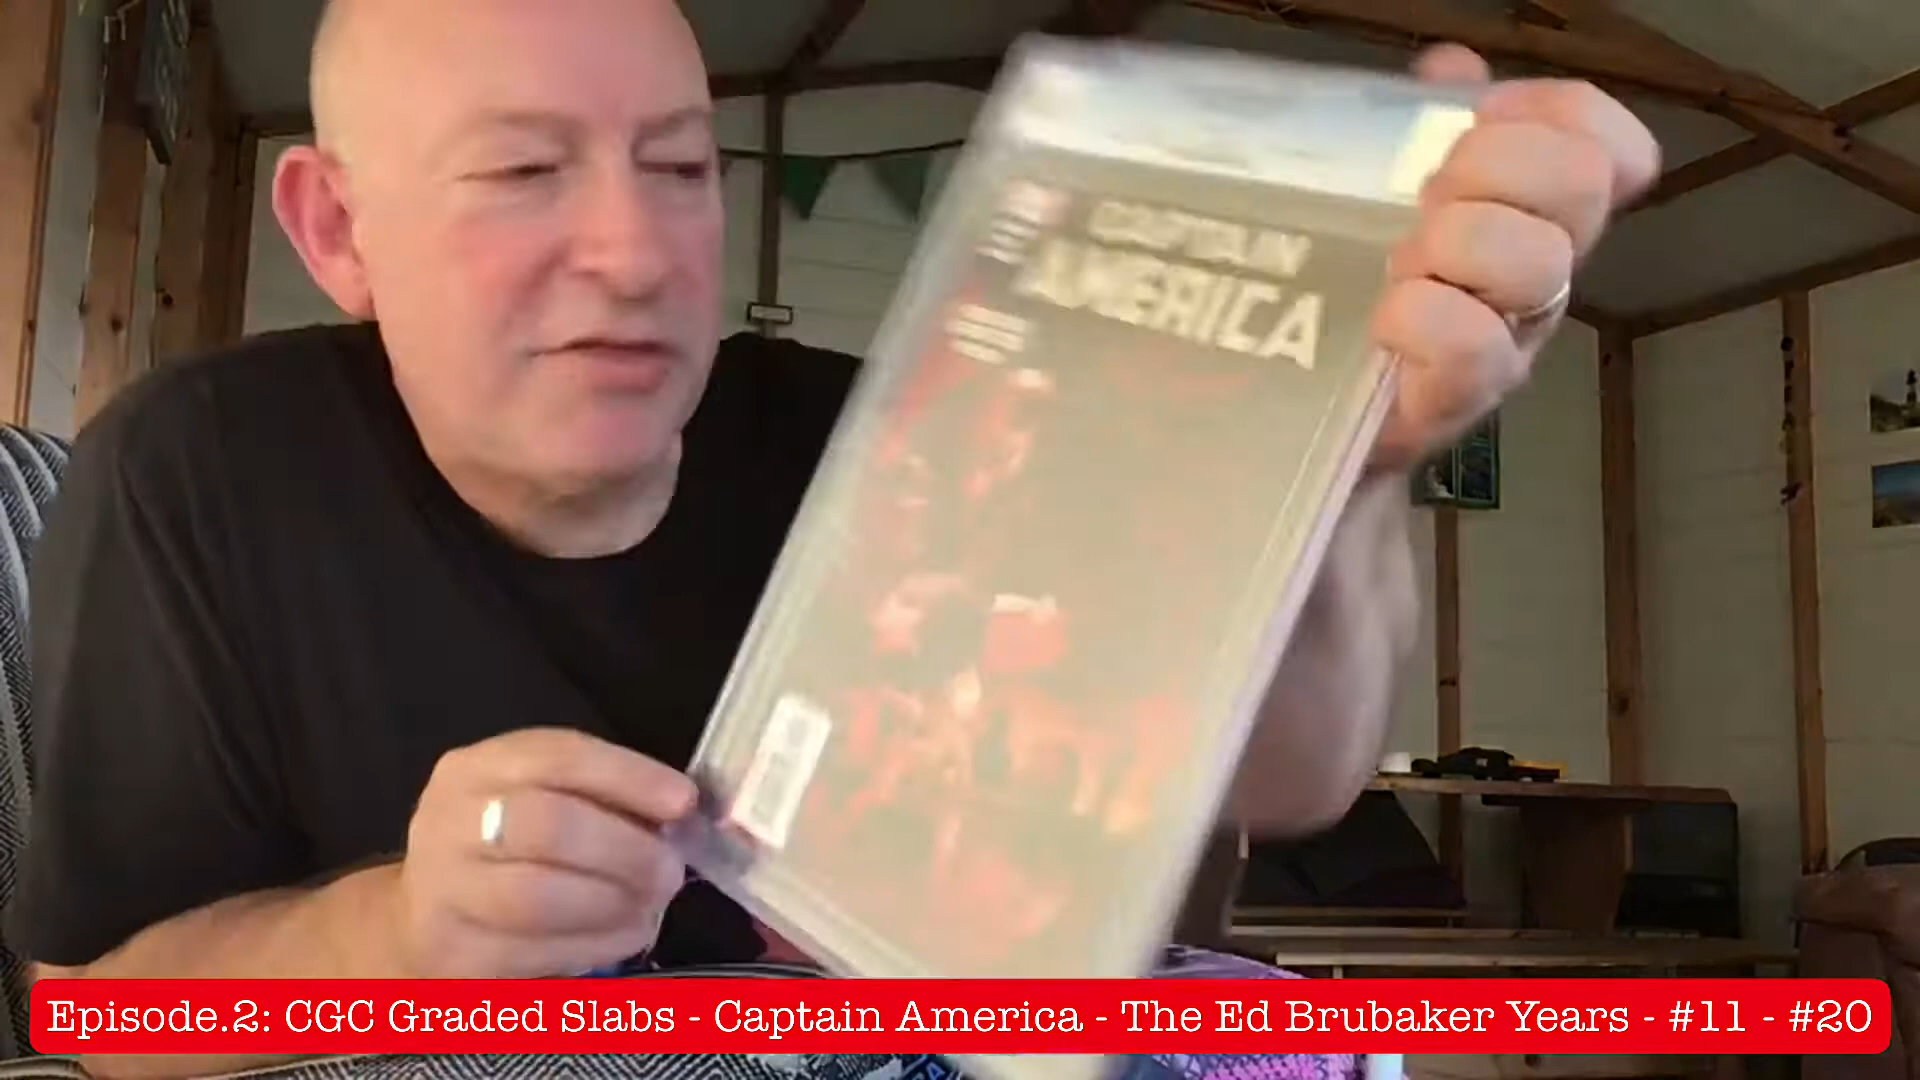 CAPTAIN
AMERICA
Episode.2: CGC Graded Slabs - Captain America - The Ed Brubaker Years - #11 - #20